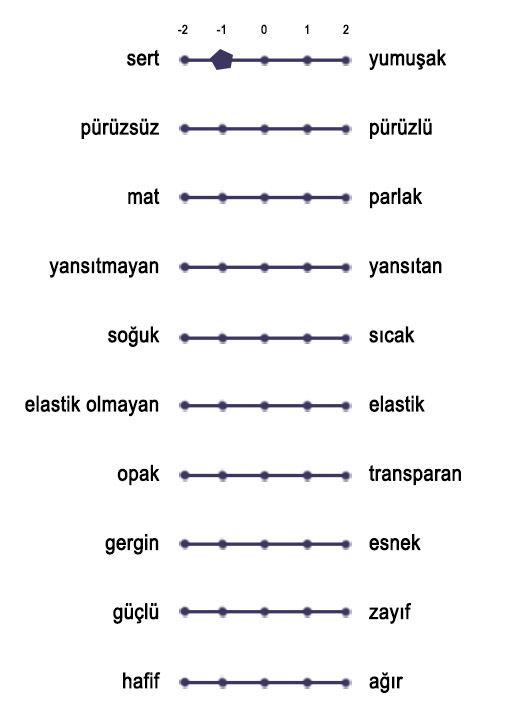 -2 -1 0 1 2
sert yumuşak
pürüzsüz pürüzlü
mat parlak
yansıtmayan yansıtan
soğuk sıcak
elastik olmayan elastik
opak transparan
gergin esnek
güçlü zayıf
hafif ağır